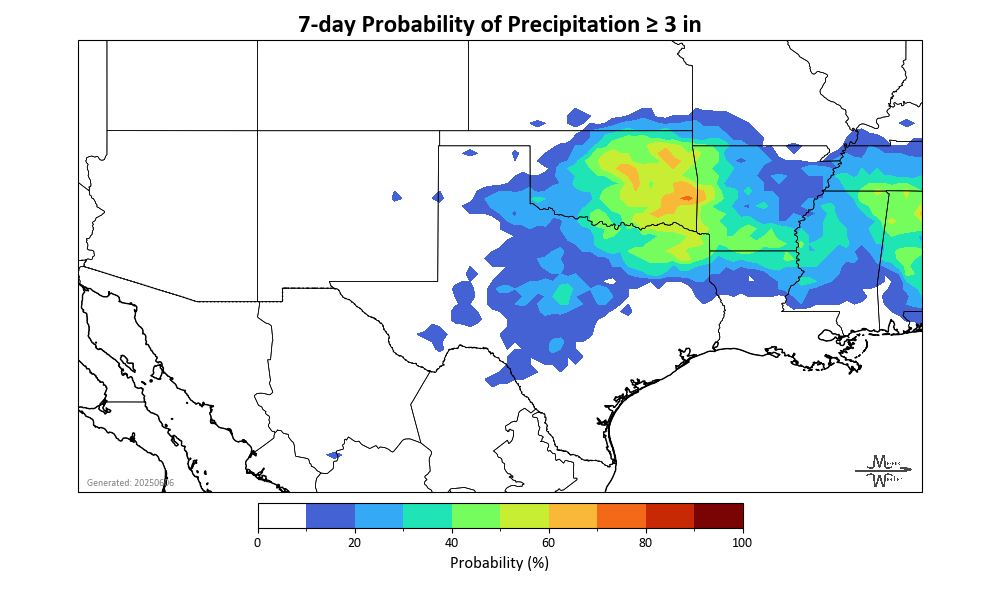 7-day Probability of Precipitation ≥ 3 in
Generated: 20250606
0 20 40 60 80 100
Probability (%)